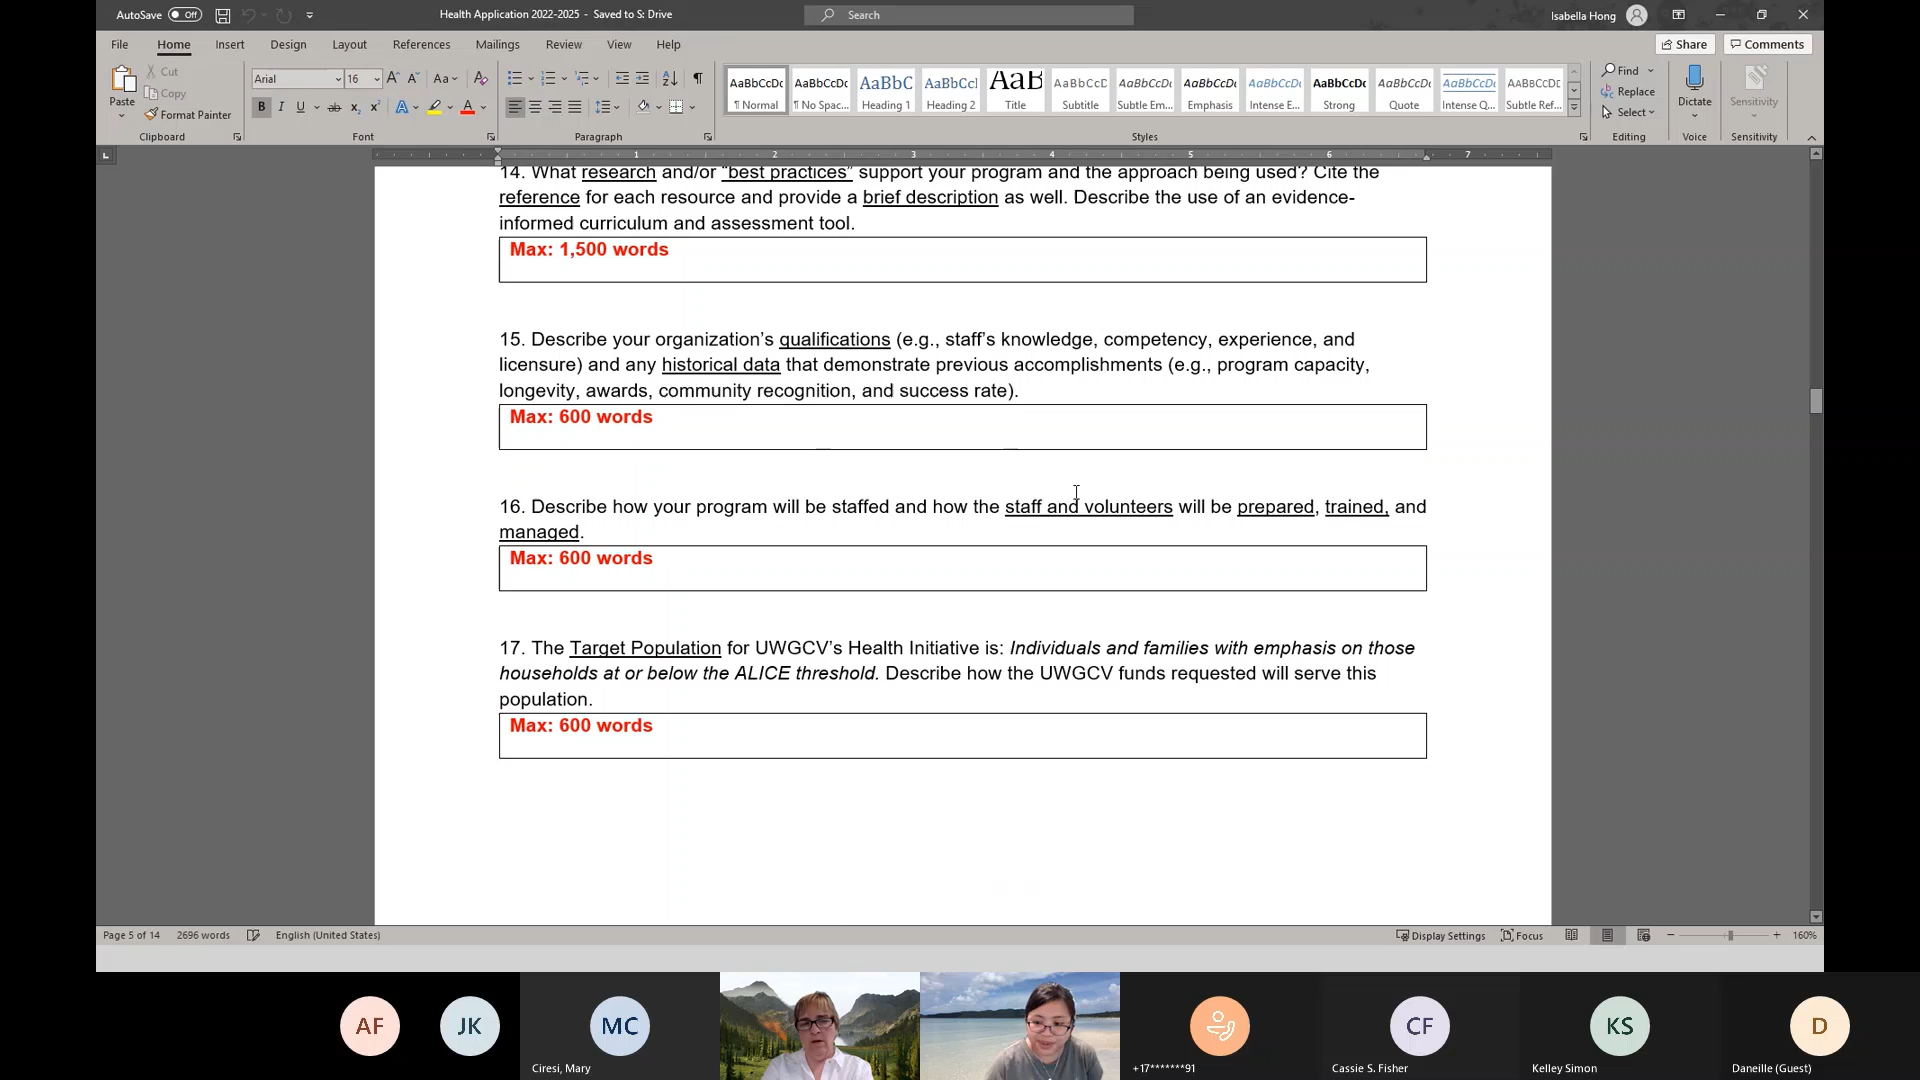 AutoSave Off Health Application 2022-2025 - Saved to S: Drive Search Isabella Hong
File Home Insert Design Layout References Mailings Review View Help Share Comments
Paste Cut Copy Format Painter Clipboard
Arial 16 Font
Paragraph
AaBbCcDc AaBbCcDc AaBbC AaBbCcI AaB AaBbCcD AaBbCcDc AaBbCcDc AaBbCcDc AaBbCcDc AaBbCcDc AaBbCcDc AABBCCDE
¶ Normal ¶ No Spac... Heading 1 Heading 2 Title Subtitle Subtle Em... Emphasis Intense E... Strong Quote Intense Q... Subtle Ref...
Styles
Find Replace Select Editing
Dictate Voice
Sensitivity Sensitivity
1 2 3 4 5 6 7
14. What research and/or “best practices” support your program and the approach being used? Cite the
reference for each resource and provide a brief description as well. Describe the use of an evidence-
informed curriculum and assessment tool.
Max: 1,500 words
15. Describe your organization’s qualifications (e.g., staff’s knowledge, competency, experience, and
licensure) and any historical data that demonstrate previous accomplishments (e.g., program capacity,
longevity, awards, community recognition, and success rate).
Max: 600 words
16. Describe how your program will be staffed and how the staff and volunteers will be prepared, trained, and
managed.
Max: 600 words
17. The Target Population for UWGCV’s Health Initiative is: Individuals and families with emphasis on those
households at or below the ALICE threshold. Describe how the UWGCV funds requested will serve this
population.
Max: 600 words
Page 5 of 14 2696 words English (United States) Display Settings Focus 160%
AF JK MC CF KS D
Ciresi, Mary +17*******91 Cassie S. Fisher Kelley Simon Daneille (Guest)